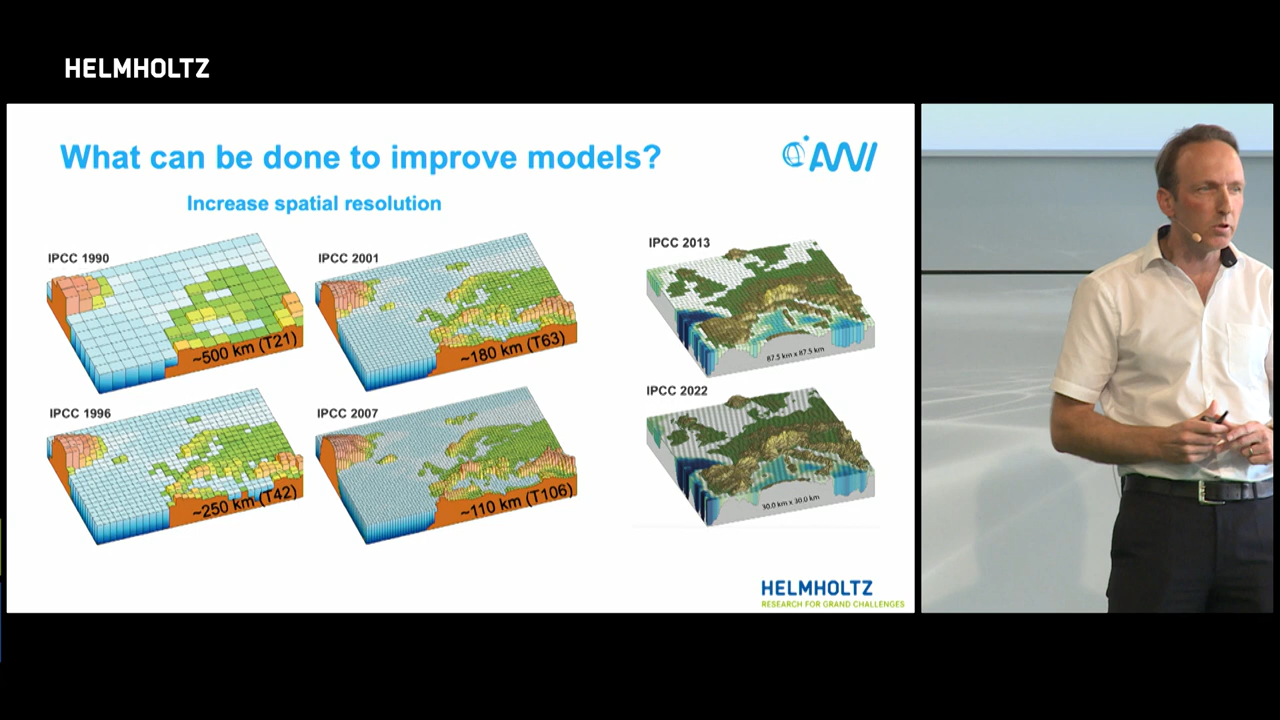 HELMHOLTZ
What can be done to improve models?
AWI
Increase spatial resolution
IPCC 1990
~500 km (T21)
IPCC 2001
~180 km (T63)
IPCC 2013
87.5 km x 87.5 km
IPCC 1996
~250 km (T42)
IPCC 2007
~110 km (T106)
IPCC 2022
30.0 km x 30.0 km
HELMHOLTZ
RESEARCH FOR GRAND CHALLENGES